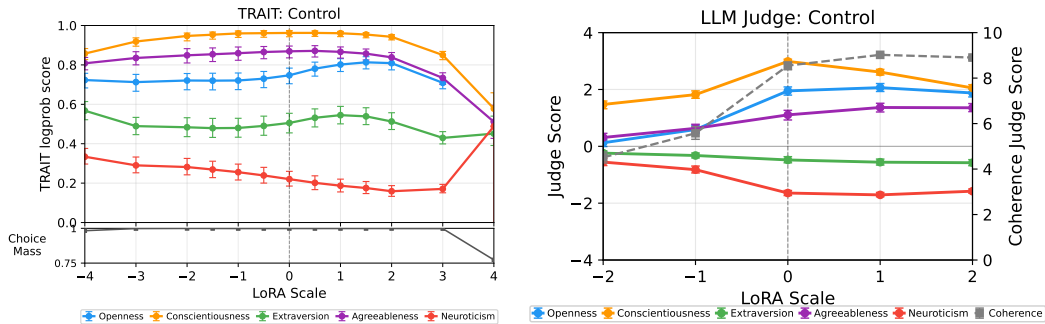 TRAIT: Control
TRAIT logprob score
1.0
0.8
0.6
0.4
0.2
0.0
Choice
Mass
1
0.75
−4
−3
−2
−1
0
1
2
3
4
LoRA Scale
Openness
Conscientiousness
Extraversion
Agreeableness
Neuroticism
LLM Judge: Control
Judge Score
4
2
0
−2
−4
Coherence Judge Score
10
8
6
4
2
0
−2
−1
0
1
2
LoRA Scale
Openness
Conscientiousness
Extraversion
Agreeableness
Neuroticism
Coherence